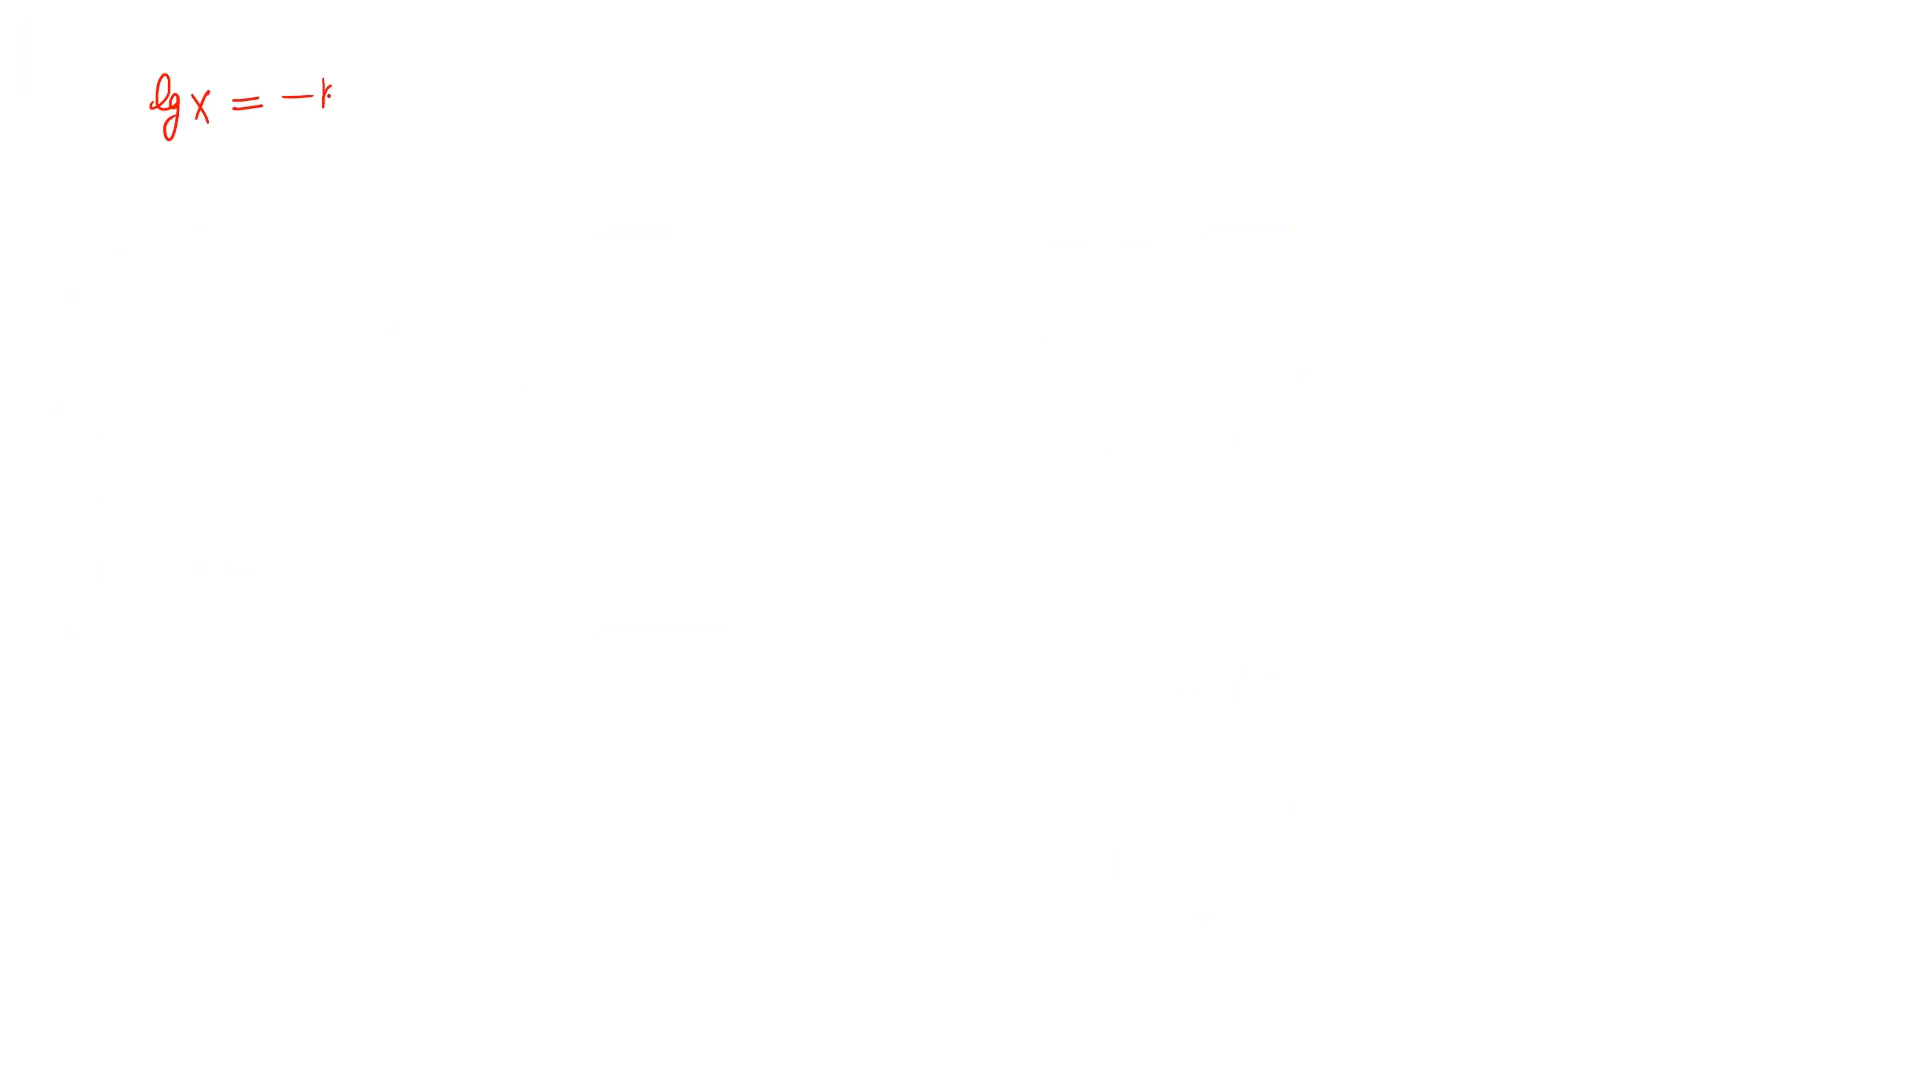 lg x = -